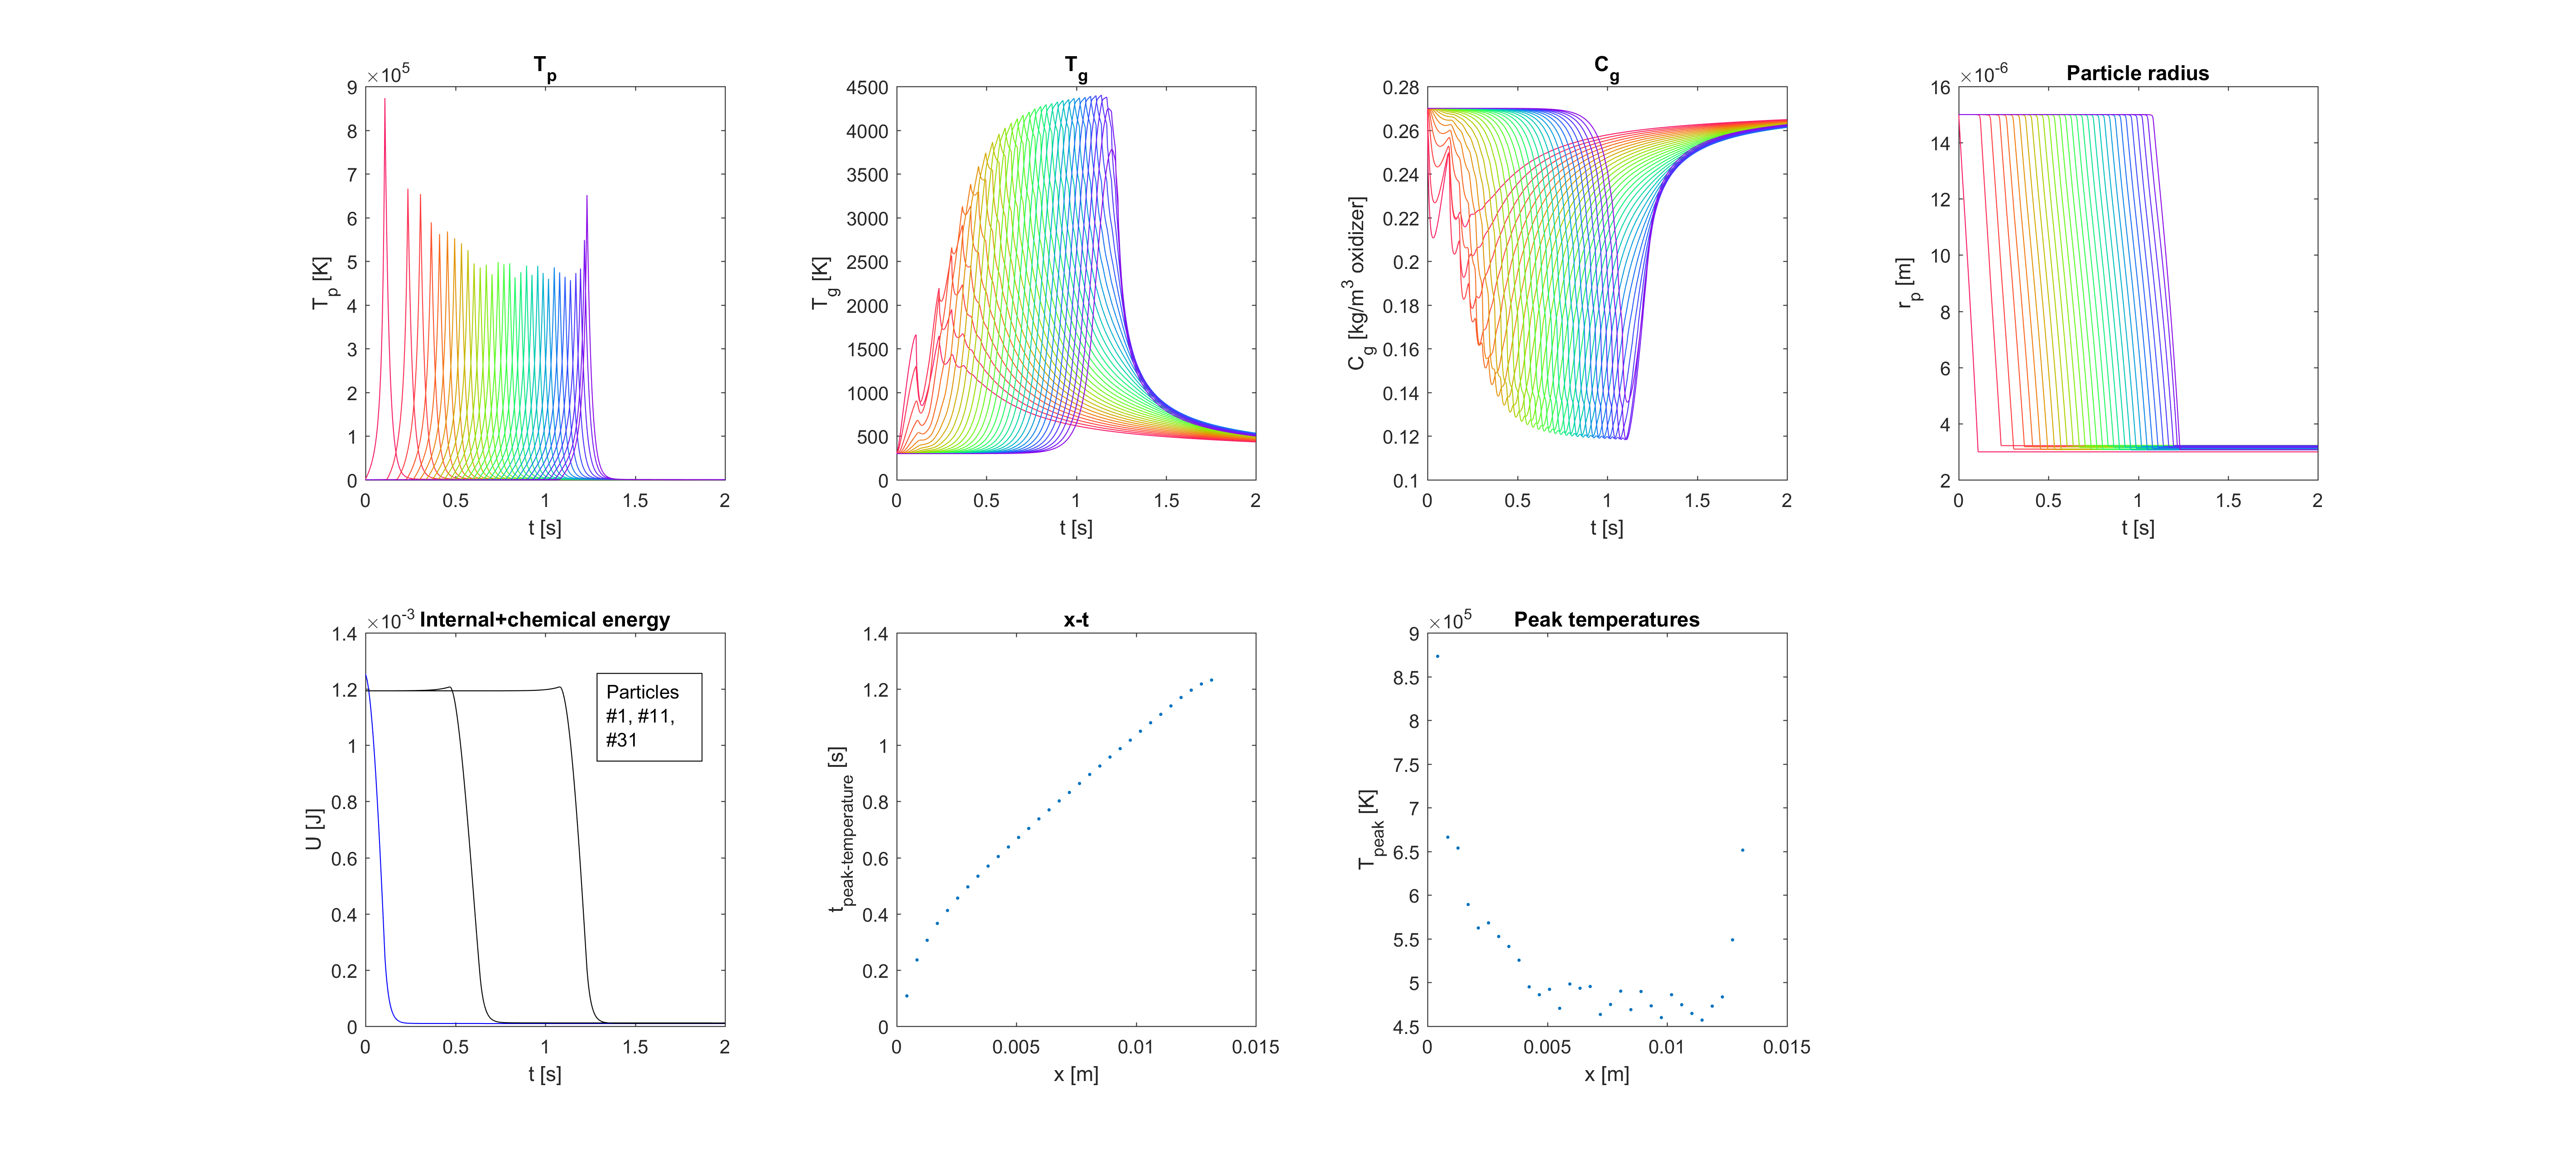 T_p
×10^5
9
8
7
6
5
4
3
2
1
0
T_p [K]
0 0.5 1 1.5 2
t [s]
T_g
4500
4000
3500
3000
2500
2000
1500
1000
500
0
T_g [K]
0 0.5 1 1.5 2
t [s]
C_g
0.28
0.26
0.24
0.22
0.2
0.18
0.16
0.14
0.12
0.1
C_g [kg/m^3 oxidizer]
0 0.5 1 1.5 2
t [s]
Particle radius
×10^-6
16
14
12
10
8
6
4
2
r_p [m]
0 0.5 1 1.5 2
t [s]
Internal+chemical energy
×10^-3
1.4
1.2
1
0.8
0.6
0.4
0.2
0
U [J]
Particles
#1, #11,
#31
0 0.5 1 1.5 2
t [s]
x-t
1.4
1.2
1
0.8
0.6
0.4
0.2
0
t_peak-temperature [s]
0 0.005 0.01 0.015
x [m]
Peak temperatures
×10^5
9
8.5
8
7.5
7
6.5
6
5.5
5
4.5
T_peak [K]
0 0.005 0.01 0.015
x [m]